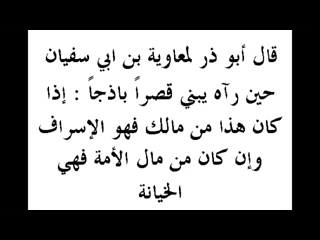 قال أبو ذر لمعاوية بن ابي سفيان
حين رآه يبني قصراً باذجاً : إذا
كان هذا من مالك فهو الإسراف
وإن كان من مال الأمة فهي
الخيانة